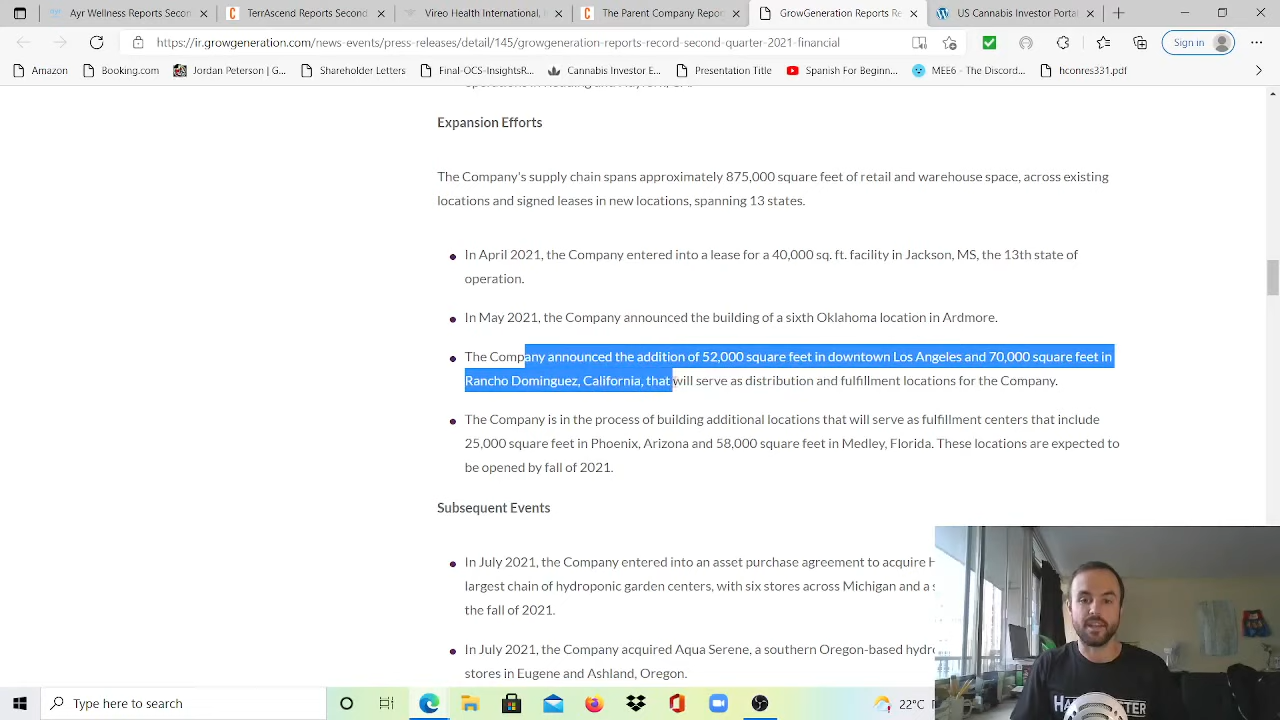 Ayr Wellness Reports Second
TerrAscend Reports Second
Vireo Health International, I
The Parent Company Repor
GrowGeneration Reports Re
US Cannabis Investor Portal
https://ir.growgeneration.com/news-events/press-releases/detail/145/growgeneration-reports-record-second-quarter-2021-financial
Sign in
Amazon
Booking.com
Jordan Peterson | G...
Shareholder Letters
Final-OCS-InsightsR...
Cannabis Investor E...
Presentation Title
Spanish For Beginn...
MEE6 - The Discord...
hconres331.pdf
Expansion Efforts
The Company's supply chain spans approximately 875,000 square feet of retail and warehouse space, across existing
locations and signed leases in new locations, spanning 13 states.
In April 2021, the Company entered into a lease for a 40,000 sq. ft. facility in Jackson, MS, the 13th state of
operation.
In May 2021, the Company announced the building of a sixth Oklahoma location in Ardmore.
The Company announced the addition of 52,000 square feet in downtown Los Angeles and 70,000 square feet in
Rancho Dominguez, California, that will serve as distribution and fulfillment locations for the Company.
The Company is in the process of building additional locations that will serve as fulfillment centers that include
25,000 square feet in Phoenix, Arizona and 58,000 square feet in Medley, Florida. These locations are expected to
be opened by fall of 2021.
Subsequent Events
In July 2021, the Company entered into an asset purchase agreement to acquire H
largest chain of hydroponic garden centers, with six stores across Michigan and a s
the fall of 2021.
In July 2021, the Company acquired Aqua Serene, a southern Oregon-based hydr
stores in Eugene and Ashland, Oregon.
Type here to search
22°C